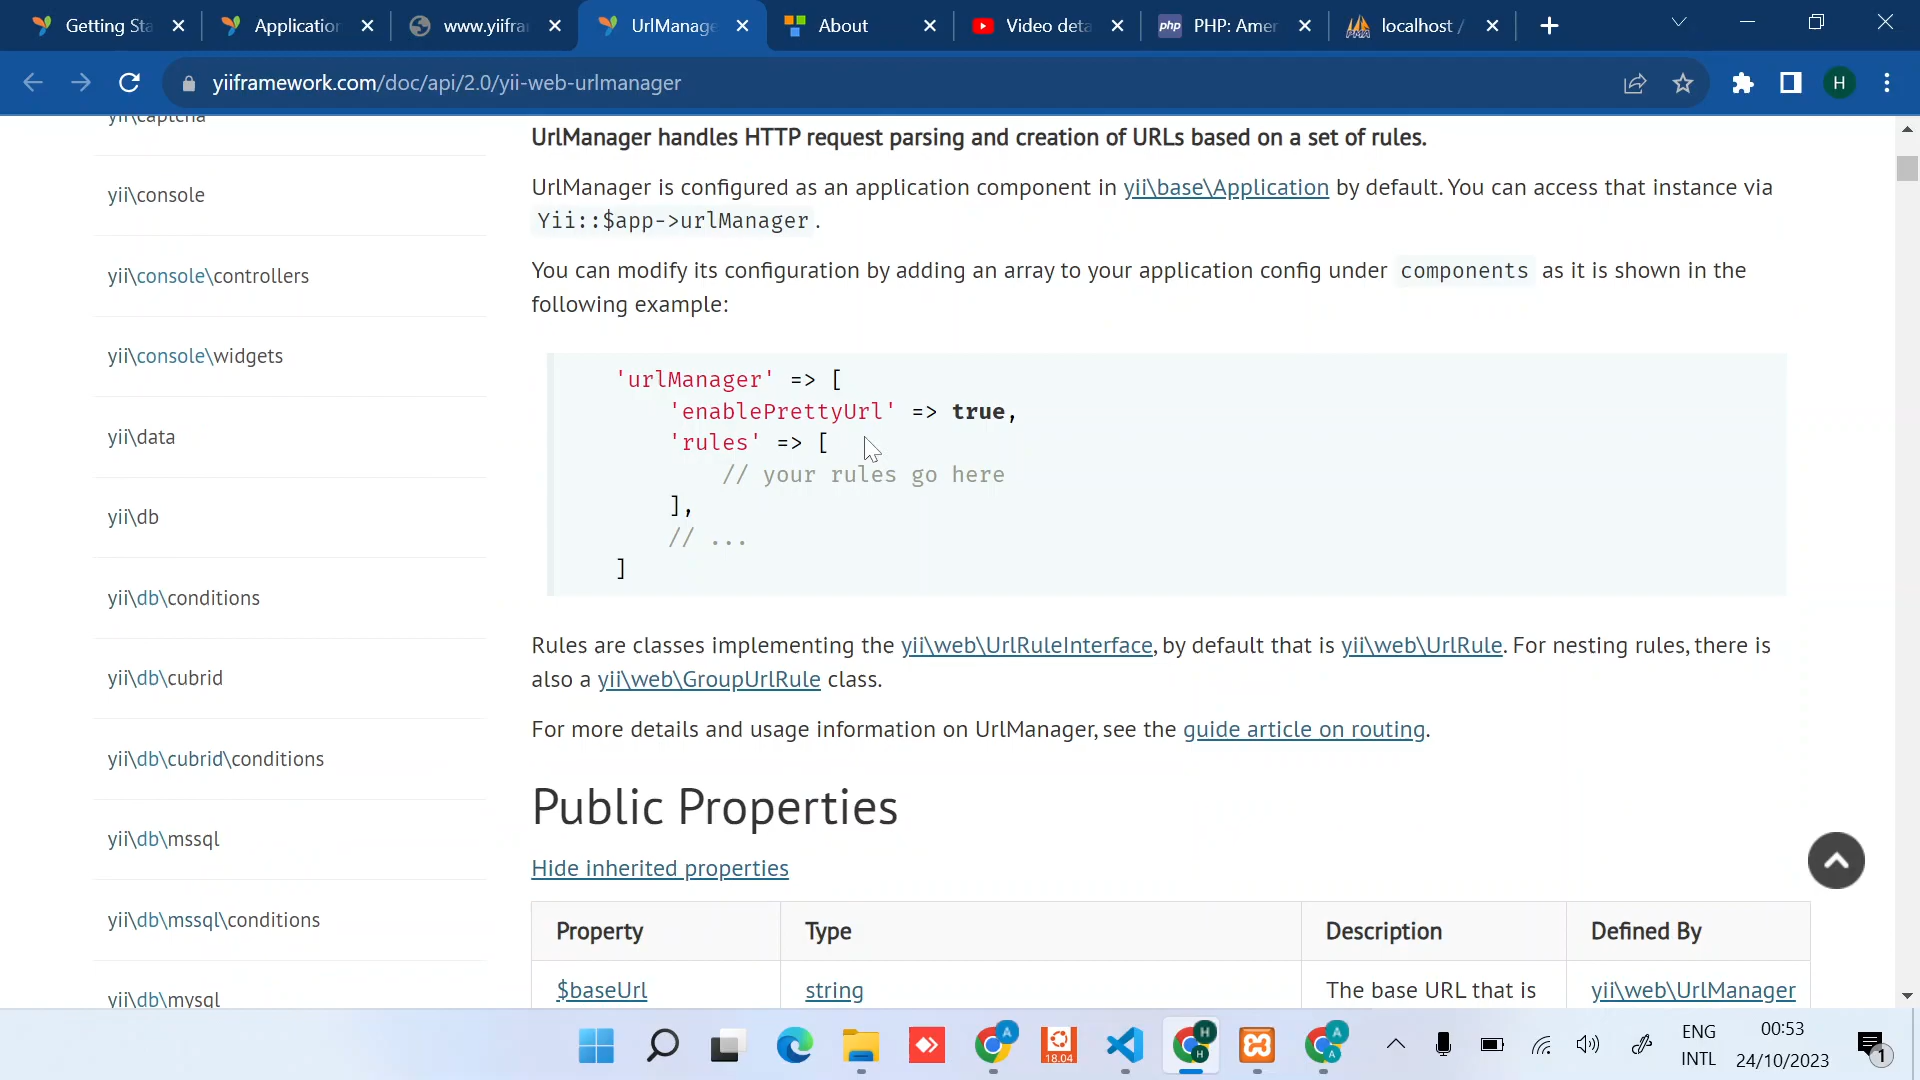 Getting Sta
Application
www.yiifra
UrlManage
About
Video deta
php
PHP: Amer
localhost /
yiiframework.com/doc/api/2.0/yii-web-urlmanager
H
yii\captcha
yii\console
yii\console\controllers
yii\console\widgets
yii\data
yii\db
yii\db\conditions
yii\db\cubrid
yii\db\cubrid\conditions
yii\db\mssql
yii\db\mssql\conditions
yii\db\mysql
UrlManager handles HTTP request parsing and creation of URLs based on a set of rules.
UrlManager is configured as an application component in yii\base\Application by default. You can access that instance via
Yii::$app->urlManager.
You can modify its configuration by adding an array to your application config under components as it is shown in the
following example:
'urlManager' => [
'enablePrettyUrl' => true,
'rules' => [
// your rules go here
],
// ...
]
Rules are classes implementing the yii\web\UrlRuleInterface, by default that is yii\web\UrlRule. For nesting rules, there is
also a yii\web\GroupUrlRule class.
For more details and usage information on UrlManager, see the guide article on routing.
Public Properties
Hide inherited properties
Property Type Description Defined By
$baseUrl string The base URL that is yii\web\UrlManager
A
18.04
H
H
A
A
ENG
INTL
00:53
24/10/2023
1